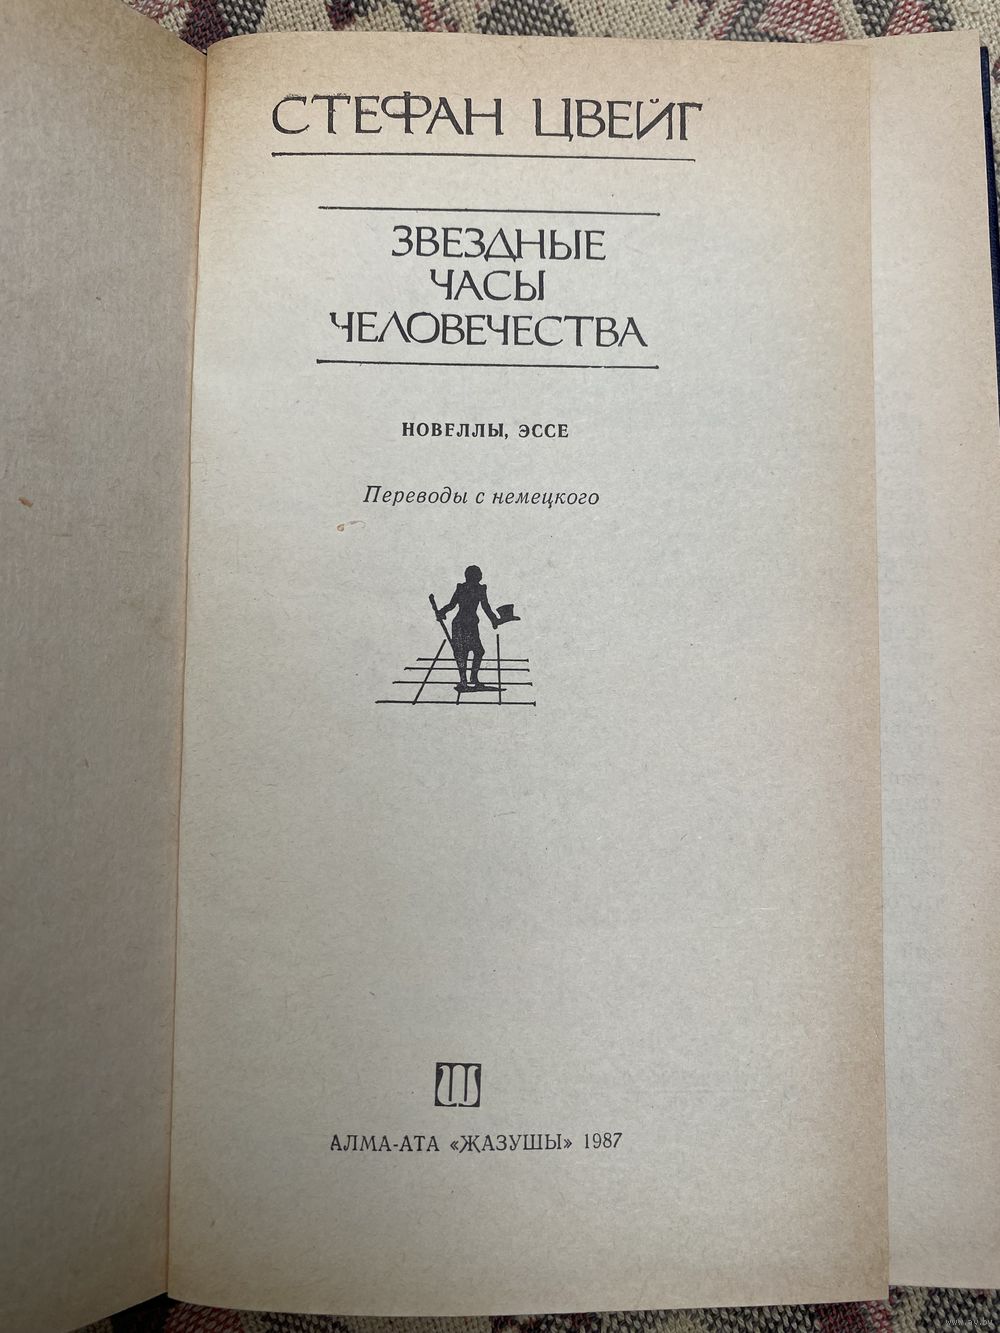 СТЕФАН ЦВЕЙГ
ЗВЕЗДНЫЕ
ЧАСЫ
ЧЕЛОВЕЧЕСТВА
НОВЕЛЛЫ, ЭССЕ
Переводы с немецкого
АЛМА-АТА «ЖАЗУШЫ» 1987